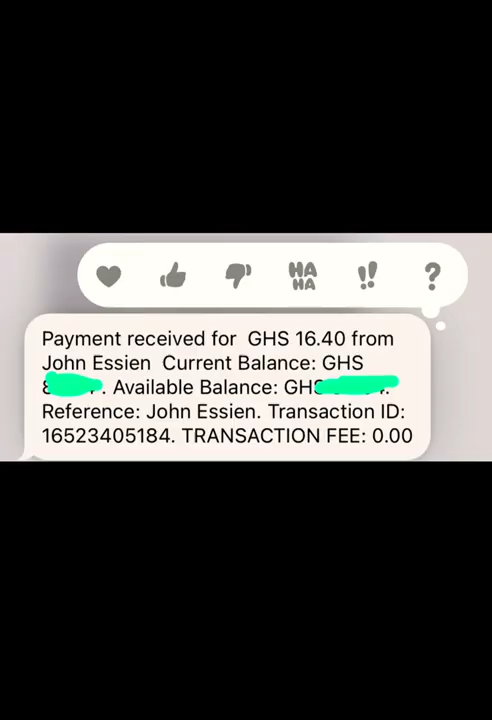 HA
HA
!!
?
Payment received for GHS 16.40 from
John Essien Current Balance: GHS
. Available Balance: GHS
Reference: John Essien. Transaction ID:
16523405184. TRANSACTION FEE: 0.00